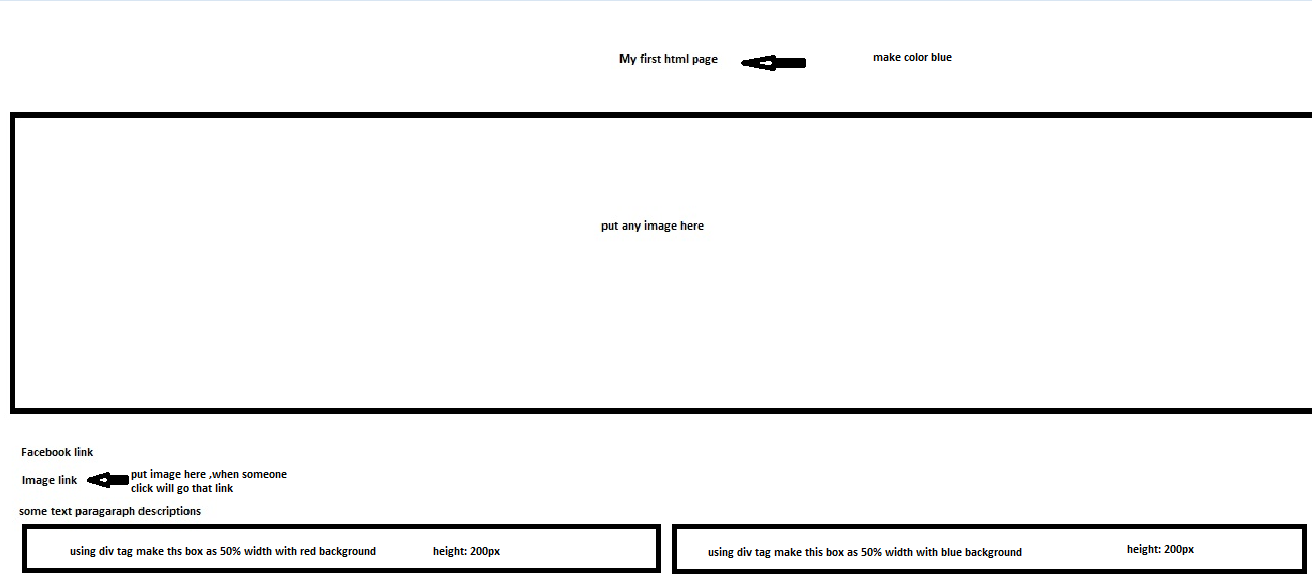 My first html page
make color blue
put any image here
Facebook link
Image link
put image here ,when someone
click will go that link
some text paragaraph descriptions
using div tag make ths box as 50% width with red background
height: 200px
using div tag make this box as 50% width with blue background
height: 200px